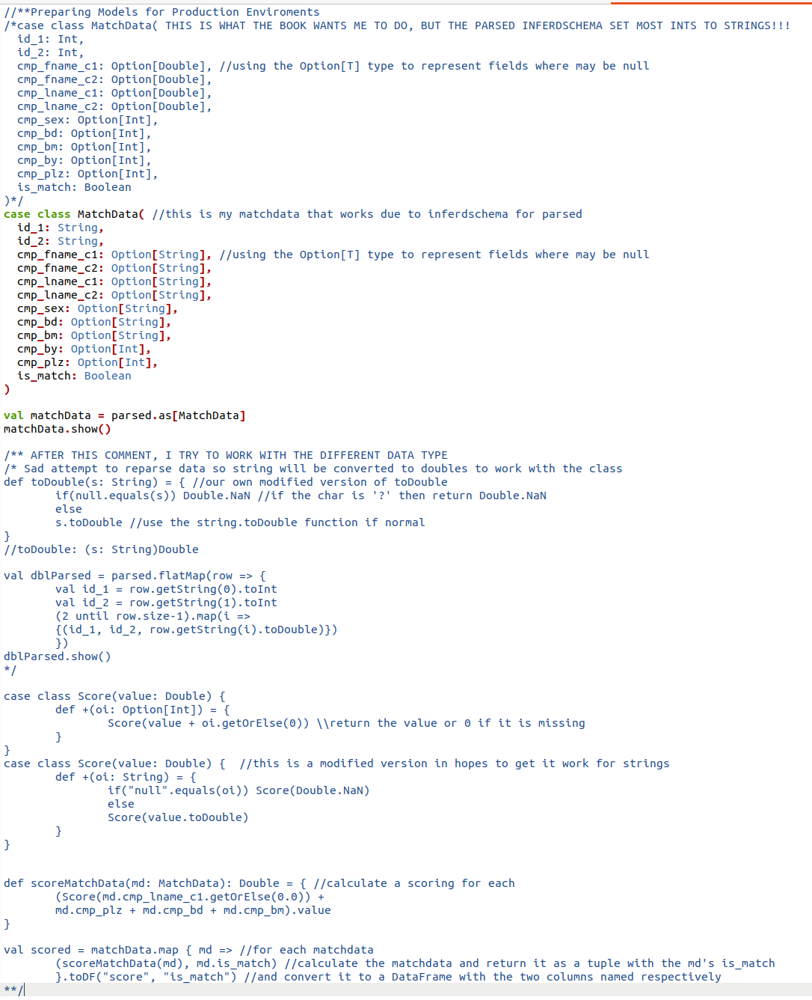 //**Preparing Models for Production Enviroments
/*case class MatchData( THIS IS WHAT THE BOOK WANTS ME TO DO, BUT THE PARSED INFERDSCHEMA SET MOST INTS TO STRINGS!!!
  id_1: Int,
  id_2: Int,
  cmp_fname_c1: Option[Double], //using the Option[T] type to represent fields where may be null
  cmp_fname_c2: Option[Double],
  cmp_lname_c1: Option[Double],
  cmp_lname_c2: Option[Double],
  cmp_sex: Option[Int],
  cmp_bd: Option[Int],
  cmp_bm: Option[Int],
  cmp_by: Option[Int],
  cmp_plz: Option[Int],
  is_match: Boolean
)*/
case class MatchData( //this is my matchdata that works due to inferdschema for parsed
  id_1: String,
  id_2: String,
  cmp_fname_c1: Option[String], //using the Option[T] type to represent fields where may be null
  cmp_fname_c2: Option[String],
  cmp_lname_c1: Option[String],
  cmp_lname_c2: Option[String],
  cmp_sex: Option[String],
  cmp_bd: Option[String],
  cmp_bm: Option[String],
  cmp_by: Option[Int],
  cmp_plz: Option[Int],
  is_match: Boolean
)

val matchData = parsed.as[MatchData]
matchData.show()

/** AFTER THIS COMMENT, I TRY TO WORK WITH THE DIFFERENT DATA TYPE
/* Sad attempt to reparse data so string will be converted to doubles to work with the class
def toDouble(s: String) = { //our own modified version of toDouble
        if(null.equals(s)) Double.NaN //if the char is '?' then return Double.NaN
        else
        s.toDouble //use the string.toDouble function if normal
}
//toDouble: (s: String)Double

val dblParsed = parsed.flatMap(row => {
        val id_1 = row.getString(0).toInt
        val id_2 = row.getString(1).toInt
        (2 until row.size-1).map(i =>
        {(id_1, id_2, row.getString(i).toDouble)})
        })
dblParsed.show()
*/

case class Score(value: Double) {
        def +(oi: Option[Int]) = {
                Score(value + oi.getOrElse(0)) \\return the value or 0 if it is missing
        }
}
case class Score(value: Double) {  //this is a modified version in hopes to get it work for strings
        def +(oi: String) = {
                if("null".equals(oi)) Score(Double.NaN)
                else
                Score(value.toDouble)
        }
}

def scoreMatchData(md: MatchData): Double = { //calculate a scoring for each
        (Score(md.cmp_lname_c1.getOrElse(0.0)) +
        md.cmp_plz + md.cmp_bd + md.cmp_bm).value
}

val scored = matchData.map { md => //for each matchdata
        (scoreMatchData(md), md.is_match) //calculate the matchdata and return it as a tuple with the md's is_match
        }.toDF("score", "is_match") //and convert it to a DataFrame with the two columns named respectively
**/